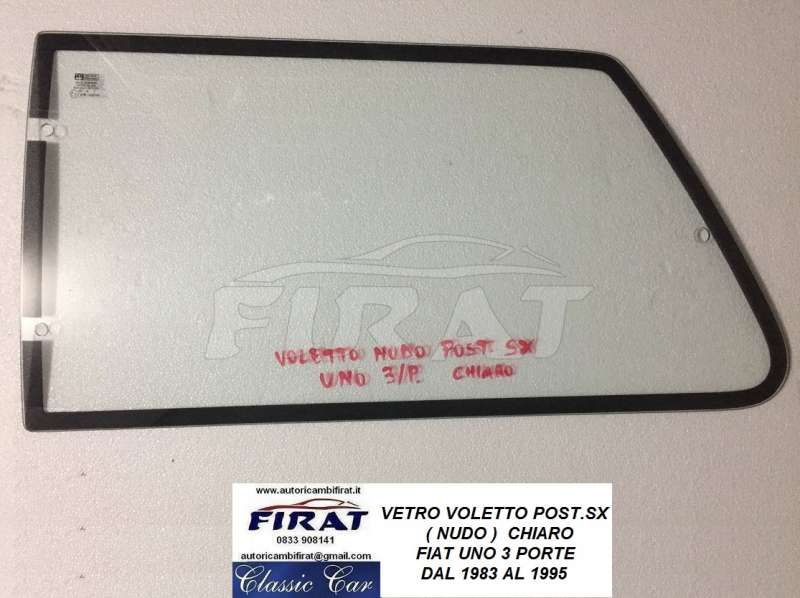 FIRAT
VOLETTO NUDO POST. SX
UNO 3/P. CHIARO
www.autoricambifirat.it
FIRAT
0833 908141
autoricambifirat@gmail.com
Classic Car
VETRO VOLETTO POST.SX
( NUDO ) CHIARO
FIAT UNO 3 PORTE
DAL 1983 AL 1995